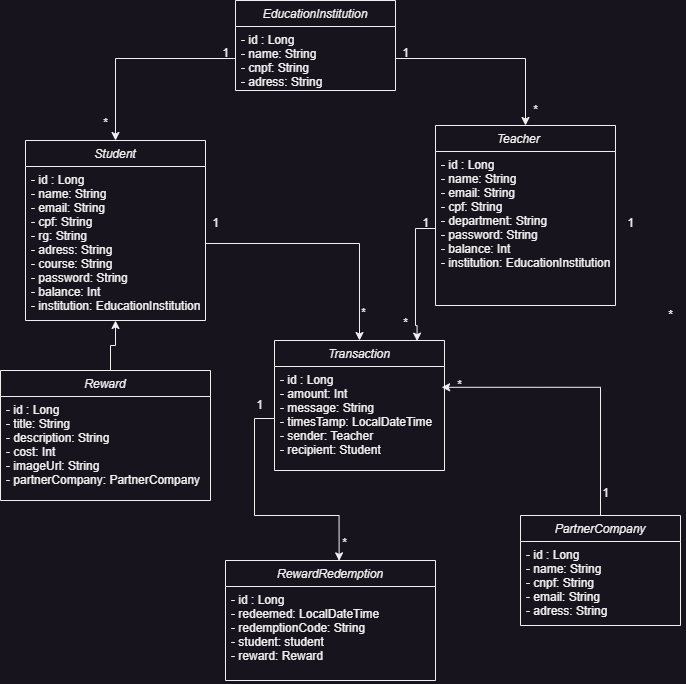 EducationInstitution
- id : Long
- name: String
- cnpf: String
- adress: String
1
1
*
*
Student
- id : Long
- name: String
- email: String
- cpf: String
- rg: String
- adress: String
- course: String
- password: String
- balance: Int
- institution: EducationInstitution
1
*
Teacher
- id : Long
- name: String
- email: String
- cpf: String
- department: String
- password: String
- balance: Int
- institution: EducationInstitution
1
1
*
*
Transaction
- id : Long
- amount: Int
- message: String
- timesTamp: LocalDateTime
- sender: Teacher
- recipient: Student
*
1
Reward
- id : Long
- title: String
- description: String
- cost: Int
- imageUrl: String
- partnerCompany: PartnerCompany
1
*
PartnerCompany
- id : Long
- name: String
- cnpf: String
- email: String
- adress: String
RewardRedemption
- id : Long
- redeemed: LocalDateTime
- redemptionCode: String
- student: student
- reward: Reward